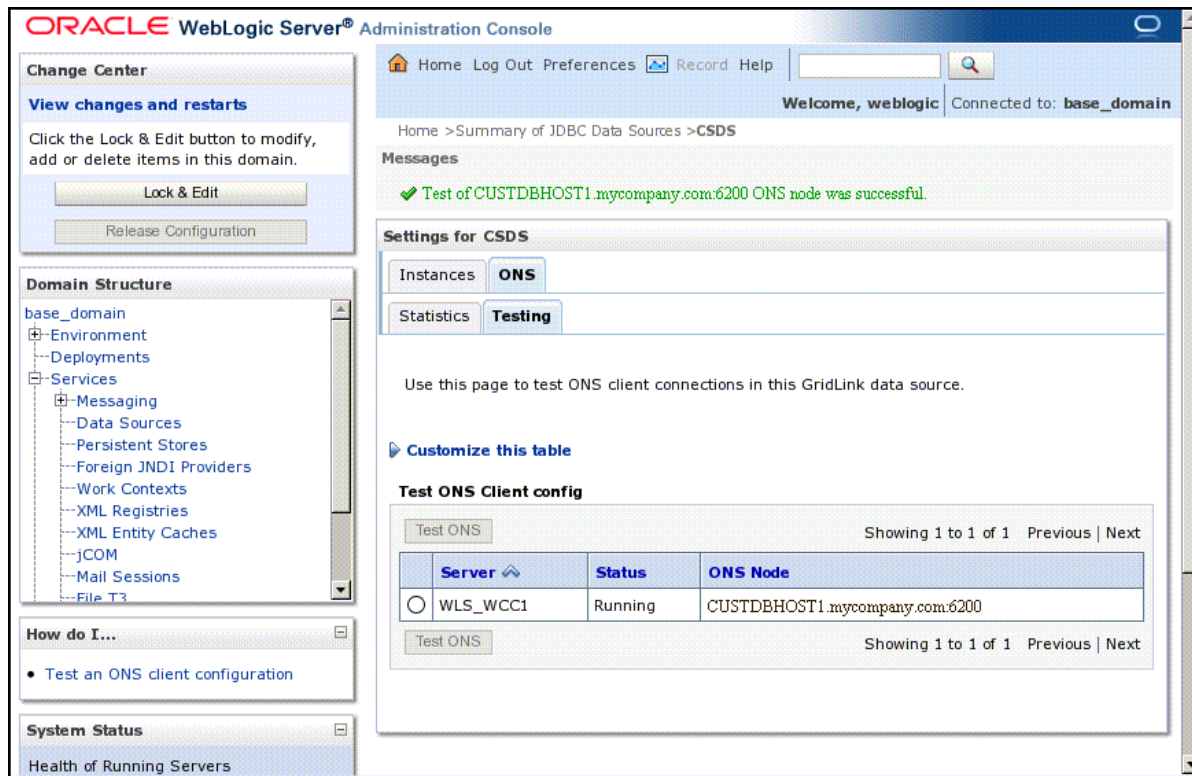 ORACLE WebLogic Server® Administration Console
Change Center
View changes and restarts
Click the Lock & Edit button to modify,
add or delete items in this domain.
Lock & Edit
Release Configuration
Domain Structure
base_domain
Environment
Deployments
Services
Messaging
Data Sources
Persistent Stores
Foreign JNDI Providers
Work Contexts
XML Registries
XML Entity Caches
jCOM
Mail Sessions
File T3
How do I...
Test an ONS client configuration
System Status
Health of Running Servers
Home Log Out Preferences Record Help
Welcome, weblogic Connected to: base_domain
Home >Summary of JDBC Data Sources >CSDS
Messages
Test of CUSTDBHOST1.mycompany.com:6200 ONS node was successful.
Settings for CSDS
Instances ONS
Statistics Testing
Use this page to test ONS client connections in this GridLink data source.
Customize this table
Test ONS Client config
Test ONS Showing 1 to 1 of 1 Previous | Next
Server Status ONS Node
WLS_WCC1 Running CUSTDBHOST1.mycompany.com:6200
Test ONS Showing 1 to 1 of 1 Previous | Next